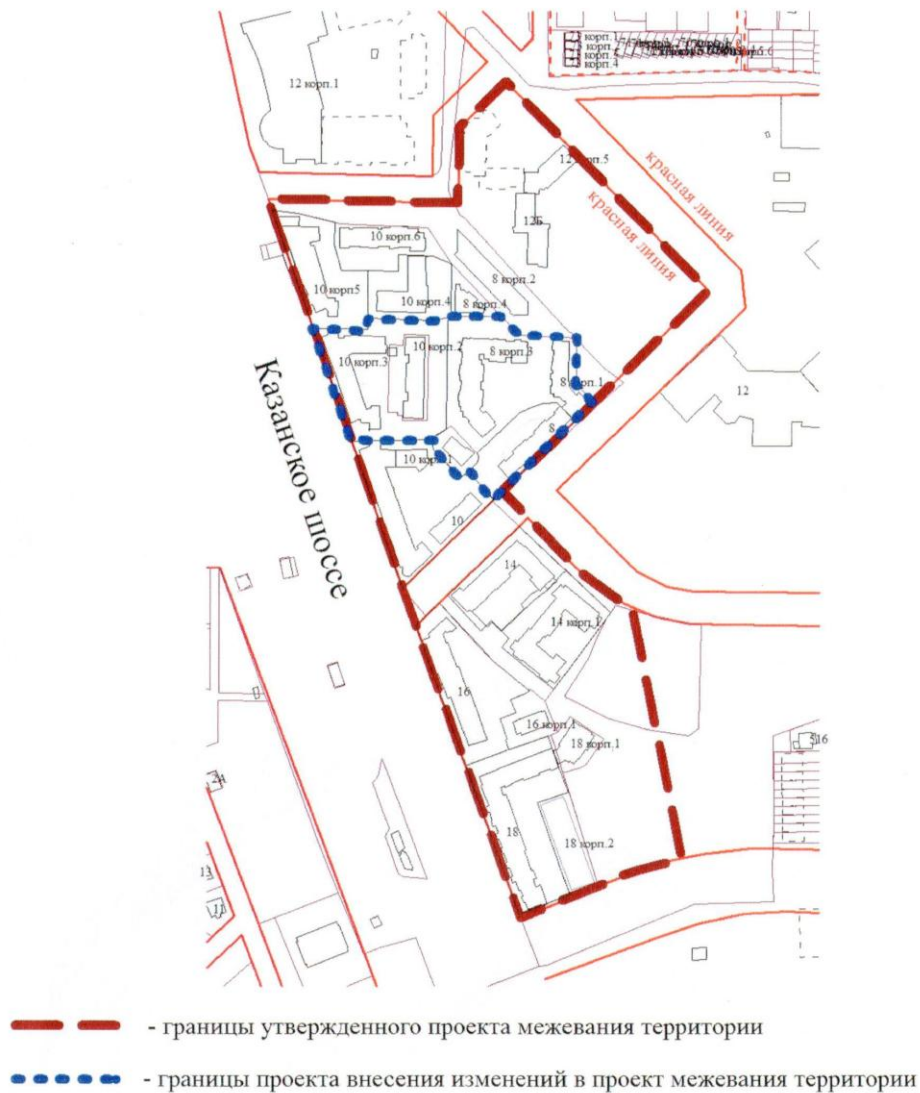 корп.1
корп.
корп.4
12 корп.1
12 корп.5
красная линия
красная линия
12Б
10 корп.6
8 корп.2
10 корп5
10 корп.4
8 корп.4
10 корп.3
10 корп.2
8 корп.3
8 корп.1
12
8
Казанское шоссе
10 корп.1
10
14
14 корп.1
16
16 корп.1
18 корп.1
516
2А
18
18 корп.2
13
11
- границы утвержденного проекта межевания территории
- границы проекта внесения изменений в проект межевания территории